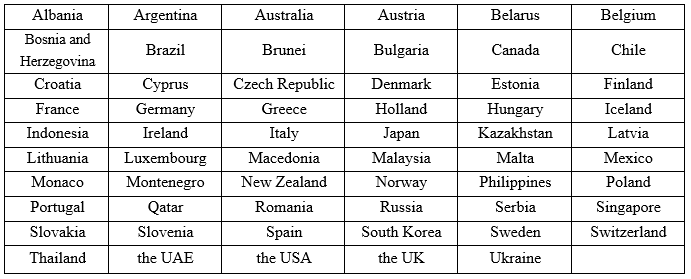 Albania Argentina Australia Austria Belarus Belgium
Bosnia and
Herzegovina Brazil Brunei Bulgaria Canada Chile
Croatia Cyprus Czech Republic Denmark Estonia Finland
France Germany Greece Holland Hungary Iceland
Indonesia Ireland Italy Japan Kazakhstan Latvia
Lithuania Luxembourg Macedonia Malaysia Malta Mexico
Monaco Montenegro New Zealand Norway Philippines Poland
Portugal Qatar Romania Russia Serbia Singapore
Slovakia Slovenia Spain South Korea Sweden Switzerland
Thailand the UAE the USA the UK Ukraine